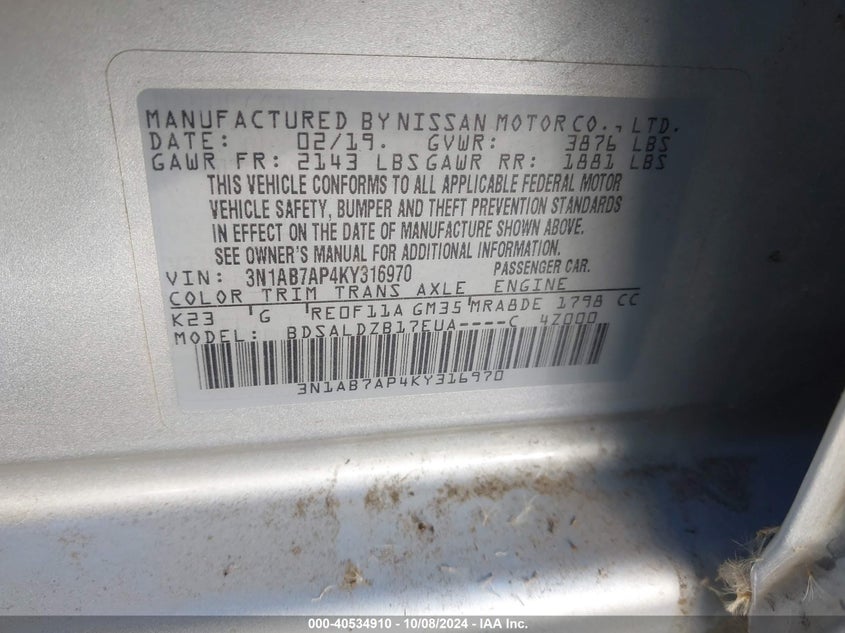 MANUFACTURED BY NISSAN MOTOR CO., LTD.
DATE: 02/19. GVWR: 3876 LBS
GAWR FR: 2143 LBS GAWR RR: 1881 LBS
THIS VEHICLE CONFORMS TO ALL APPLICABLE FEDERAL MOTOR
VEHICLE SAFETY, BUMPER AND THEFT PREVENTION STANDARDS
IN EFFECT ON THE DATE OF MANUFACTURE SHOWN ABOVE.
SEE OWNER'S MANUAL FOR ADDITIONAL INFORMATION.
VIN: 3N1AB7AP4KY316970 PASSENGER CAR.
COLOR TRIM TRANS AXLE ENGINE
K23 'G 'RE0F11A GM35 'MRA8DE 1798 CC
MODEL: BDSALDZB17EUA----C 4Z000
3N1AB7AP4KY316970
000-40534910 - 10/08/2024 - IAA Inc.